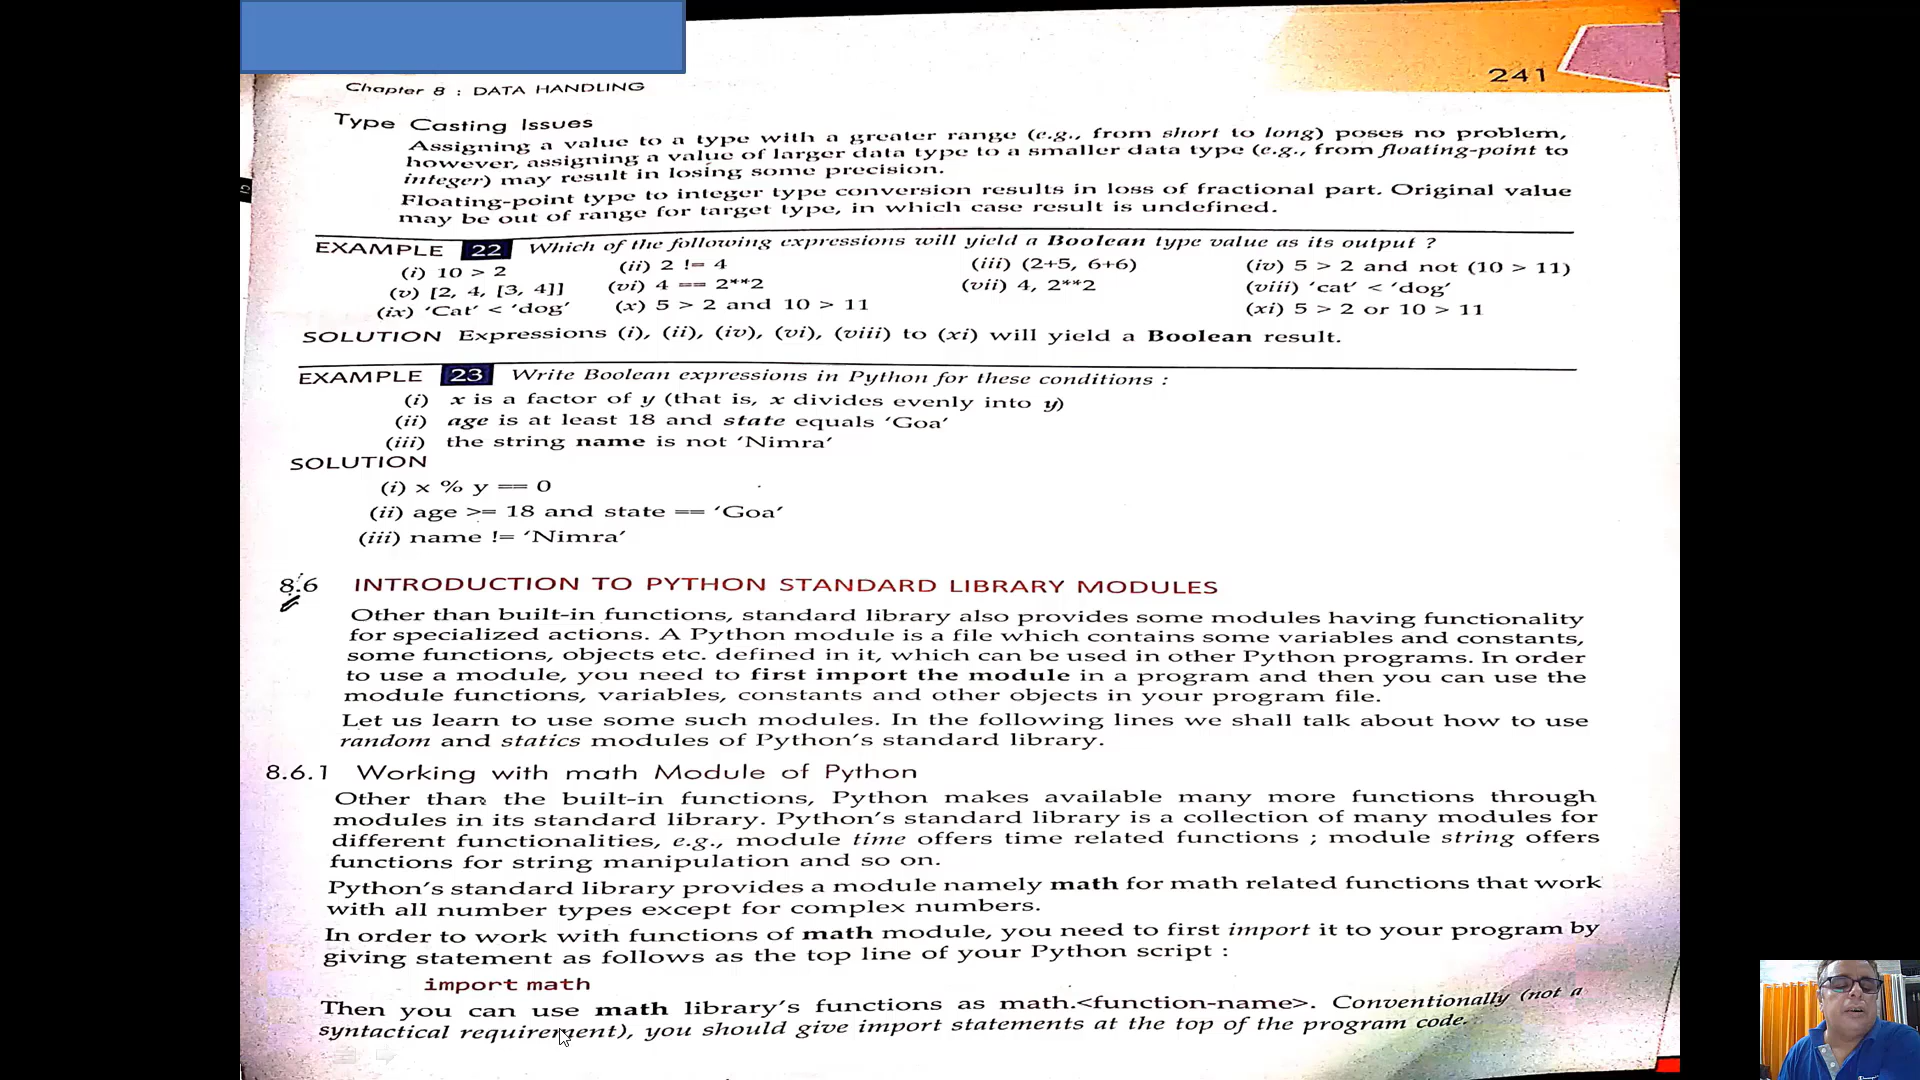 241
Chapter 8 : DATA HANDLING
Type Casting Issues
Assigning a value to a type with a greater range (e.g., from short to long) poses no problem,
however, assigning a value of larger data type to a smaller data type (e.g., from floating-point to
integer) may result in losing some precision.
Floating-point type to integer type conversion results in loss of fractional part. Original value
may be out of range for target type, in which case result is undefined.
EXAMPLE 22 Which of the following expressions will yield a Boolean type value as its output ?
(i) 10 > 2 (ii) 2 != 4 (iii) (2+5, 6+6) (iv) 5 > 2 and not (10 > 11)
(v) [2, 4, [3, 4]] (vi) 4 == 2**2 (vii) 4, 2**2 (viii) ‘cat’ < ‘dog’
(ix) ‘Cat’ < ‘dog’ (x) 5 > 2 and 10 > 11 (xi) 5 > 2 or 10 > 11
SOLUTION Expressions (i), (ii), (iv), (vi), (viii) to (xi) will yield a Boolean result.
EXAMPLE 23 Write Boolean expressions in Python for these conditions :
(i) x is a factor of y (that is, x divides evenly into y)
(ii) age is at least 18 and state equals ‘Goa’
(iii) the string name is not ‘Nimra’
SOLUTION
(i) x % y == 0
(ii) age >= 18 and state == ‘Goa’
(iii) name != ‘Nimra’
8.6 INTRODUCTION TO PYTHON STANDARD LIBRARY MODULES
Other than built-in functions, standard library also provides some modules having functionality
for specialized actions. A Python module is a file which contains some variables and constants,
some functions, objects etc. defined in it, which can be used in other Python programs. In order
to use a module, you need to first import the module in a program and then you can use the
module functions, variables, constants and other objects in your program file.
Let us learn to use some such modules. In the following lines we shall talk about how to use
random and statics modules of Python’s standard library.
8.6.1 Working with math Module of Python
Other than the built-in functions, Python makes available many more functions through
modules in its standard library. Python’s standard library is a collection of many modules for
different functionalities, e.g., module time offers time related functions ; module string offers
functions for string manipulation and so on.
Python’s standard library provides a module namely math for math related functions that work
with all number types except for complex numbers.
In order to work with functions of math module, you need to first import it to your program by
giving statement as follows as the top line of your Python script :
import math
Then you can use math library’s functions as math.<function-name>. Conventionally (not a
syntactical requirement), you should give import statements at the top of the program code.